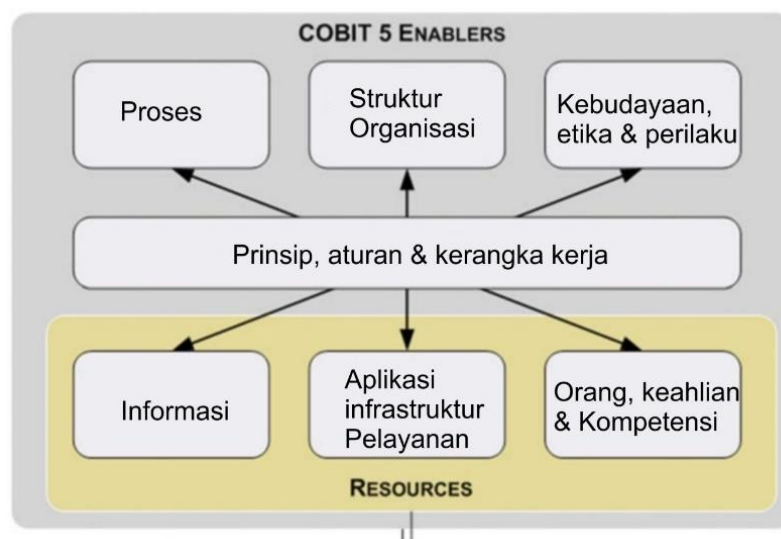 COBIT 5 ENABLERS
Proses
Struktur
Organisasi
Kebudayaan,
etika & perilaku
Prinsip, aturan & kerangka kerja
Informasi
Aplikasi
infrastruktur
Pelayanan
Orang, keahlian
& Kompetensi
RESOURCES